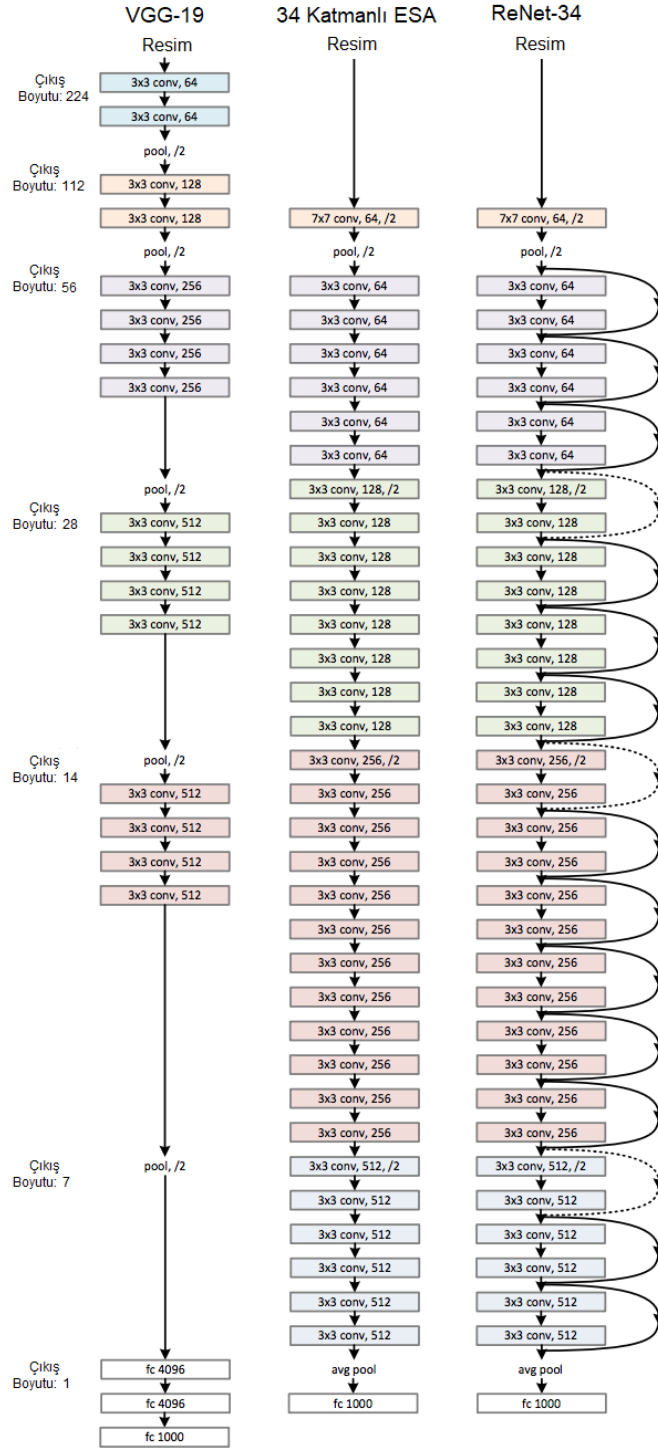 Çıkış
Boyutu: 224
Çıkış
Boyutu: 112
Çıkış
Boyutu: 56
Çıkış
Boyutu: 28
Çıkış
Boyutu: 14
Çıkış
Boyutu: 7
Çıkış
Boyutu: 1
VGG-19
Resim
3x3 conv, 64
3x3 conv, 64
pool, /2
3x3 conv, 128
3x3 conv, 128
pool, /2
3x3 conv, 256
3x3 conv, 256
3x3 conv, 256
3x3 conv, 256
pool, /2
3x3 conv, 512
3x3 conv, 512
3x3 conv, 512
3x3 conv, 512
pool, /2
3x3 conv, 512
3x3 conv, 512
3x3 conv, 512
3x3 conv, 512
pool, /2
fc 4096
fc 4096
fc 1000
34 Katmanlı ESA
Resim
7x7 conv, 64, /2
pool, /2
3x3 conv, 64
3x3 conv, 64
3x3 conv, 64
3x3 conv, 64
3x3 conv, 64
3x3 conv, 64
3x3 conv, 128, /2
3x3 conv, 128
3x3 conv, 128
3x3 conv, 128
3x3 conv, 128
3x3 conv, 128
3x3 conv, 128
3x3 conv, 128
3x3 conv, 256, /2
3x3 conv, 256
3x3 conv, 256
3x3 conv, 256
3x3 conv, 256
3x3 conv, 256
3x3 conv, 256
3x3 conv, 256
3x3 conv, 256
3x3 conv, 256
3x3 conv, 256
3x3 conv, 256
3x3 conv, 512, /2
3x3 conv, 512
3x3 conv, 512
3x3 conv, 512
3x3 conv, 512
3x3 conv, 512
avg pool
fc 1000
ReNet-34
Resim
7x7 conv, 64, /2
pool, /2
3x3 conv, 64
3x3 conv, 64
3x3 conv, 64
3x3 conv, 64
3x3 conv, 64
3x3 conv, 64
3x3 conv, 128, /2
3x3 conv, 128
3x3 conv, 128
3x3 conv, 128
3x3 conv, 128
3x3 conv, 128
3x3 conv, 128
3x3 conv, 128
3x3 conv, 256, /2
3x3 conv, 256
3x3 conv, 256
3x3 conv, 256
3x3 conv, 256
3x3 conv, 256
3x3 conv, 256
3x3 conv, 256
3x3 conv, 256
3x3 conv, 256
3x3 conv, 256
3x3 conv, 256
3x3 conv, 512, /2
3x3 conv, 512
3x3 conv, 512
3x3 conv, 512
3x3 conv, 512
3x3 conv, 512
avg pool
fc 1000